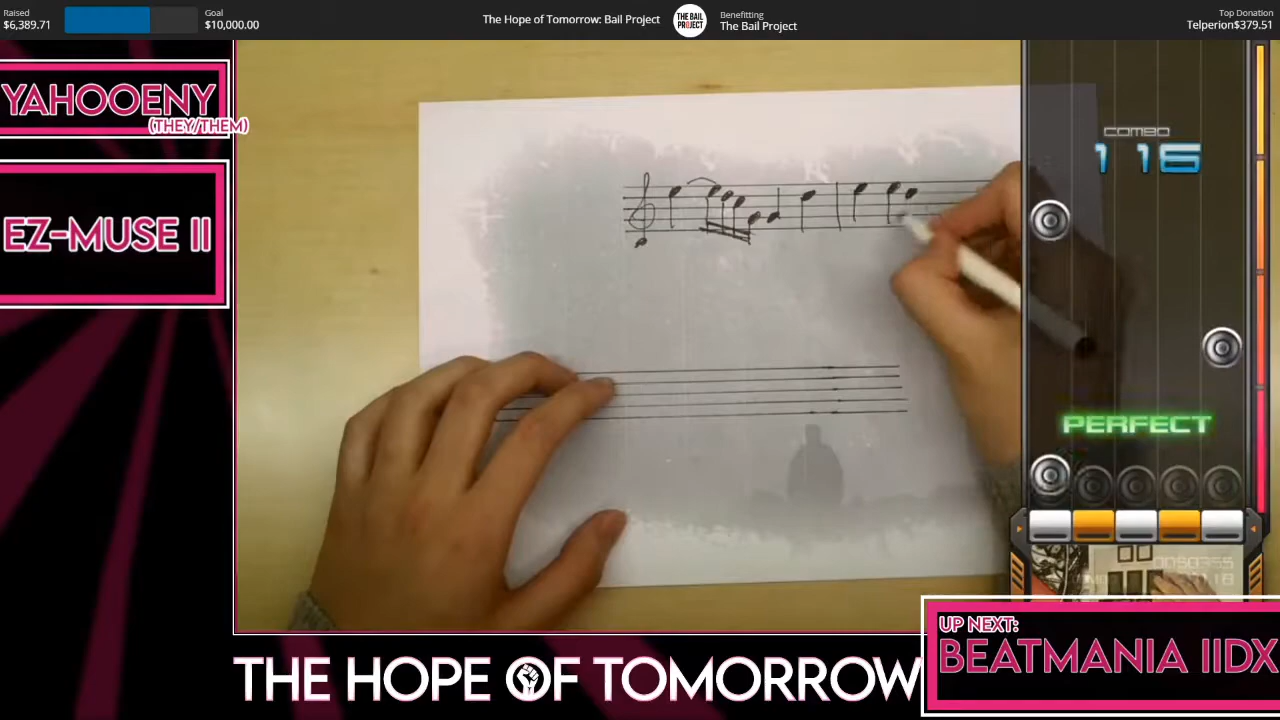 Raised
$6,389.71
Goal
$10,000.00
The Hope of Tomorrow: Bail Project
THE BAIL
PROJECT
Benefitting
The Bail Project
Top Donation
Telperion$379.51
YAHOOENY
(THEY/THEM)
EZ-MUSE II
COMBO
116
PERFECT
UP NEXT:
BEATMANIA IIDX
THE HOPE OF TOMORROW